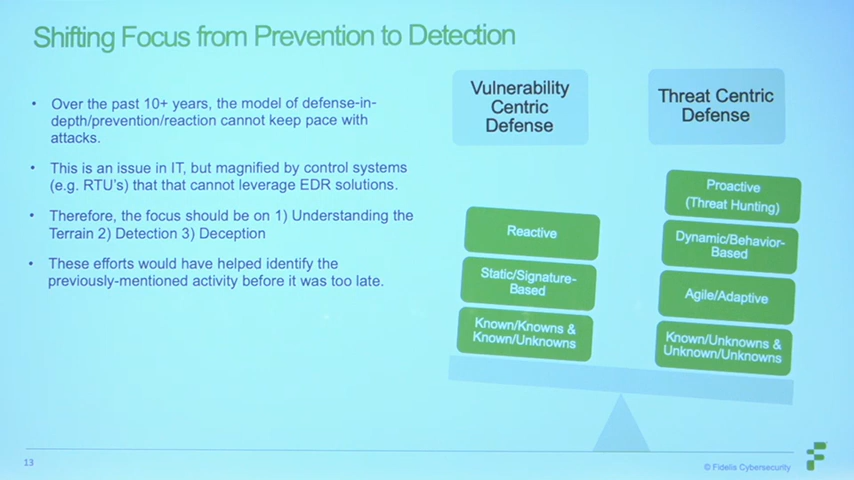 Shifting Focus from Prevention to Detection
• Over the past 10+ years, the model of defense-in-
depth/prevention/reaction cannot keep pace with
attacks.
• This is an issue in IT, but magnified by control systems
(e.g. RTU's) that that cannot leverage EDR solutions.
• Therefore, the focus should be on 1) Understanding the
Terrain 2) Detection 3) Deception
• These efforts would have helped identify the
previously-mentioned activity before it was too late.
Vulnerability
Centric
Defense
Reactive
Static/Signature-
Based
Known/Knowns &
Known/Unknowns
Threat Centric
Defense
Proactive
(Threat Hunting)
Dynamic/Behavior-
Based
Agile/Adaptive
Known/Unknowns &
Unknown/Unknowns
13
© Fidelis Cybersecurity